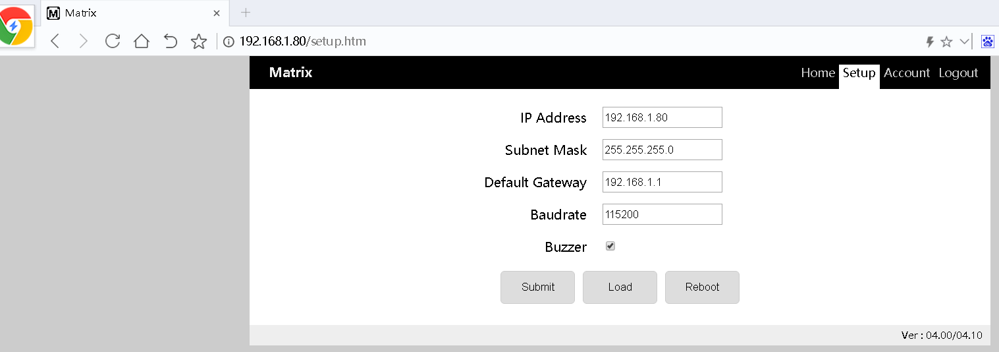 Matrix
192.168.1.80/setup.htm
Matrix Home Setup Account Logout
IP Address 192.168.1.80
Subnet Mask 255.255.255.0
Default Gateway 192.168.1.1
Baudrate 115200
Buzzer
Submit Load Reboot
Ver : 04.00/04.10